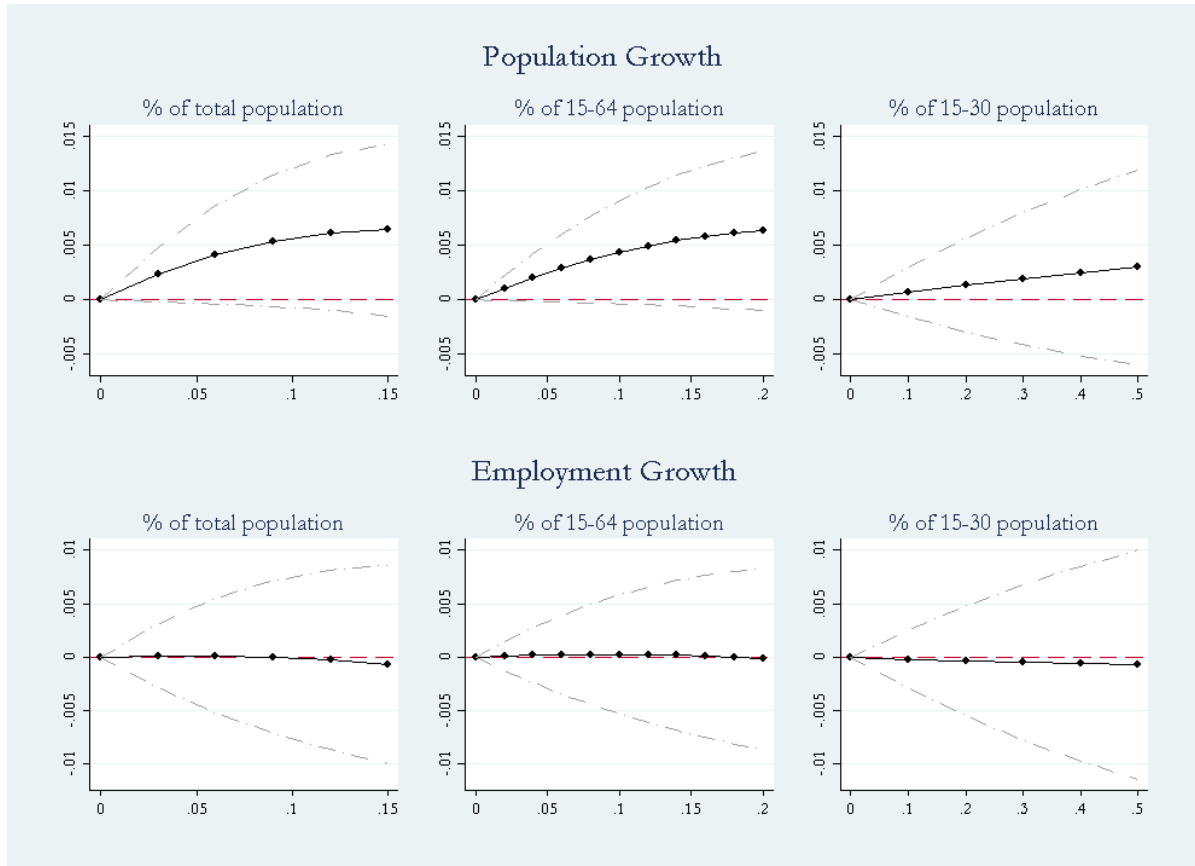 Population Growth
% of total population
% of 15-64 population
% of 15-30 population
.015
.01
.005
0
-.005
0 .05 .1 .15
.015
.01
.005
0
-.005
0 .05 .1 .15 .2
.015
.01
.005
0
-.005
0 .1 .2 .3 .4 .5
Employment Growth
% of total population
% of 15-64 population
% of 15-30 population
.01
.005
0
-.005
-.01
0 .05 .1 .15
.01
.005
0
-.005
-.01
0 .05 .1 .15 .2
.01
.005
0
-.005
-.01
0 .1 .2 .3 .4 .5